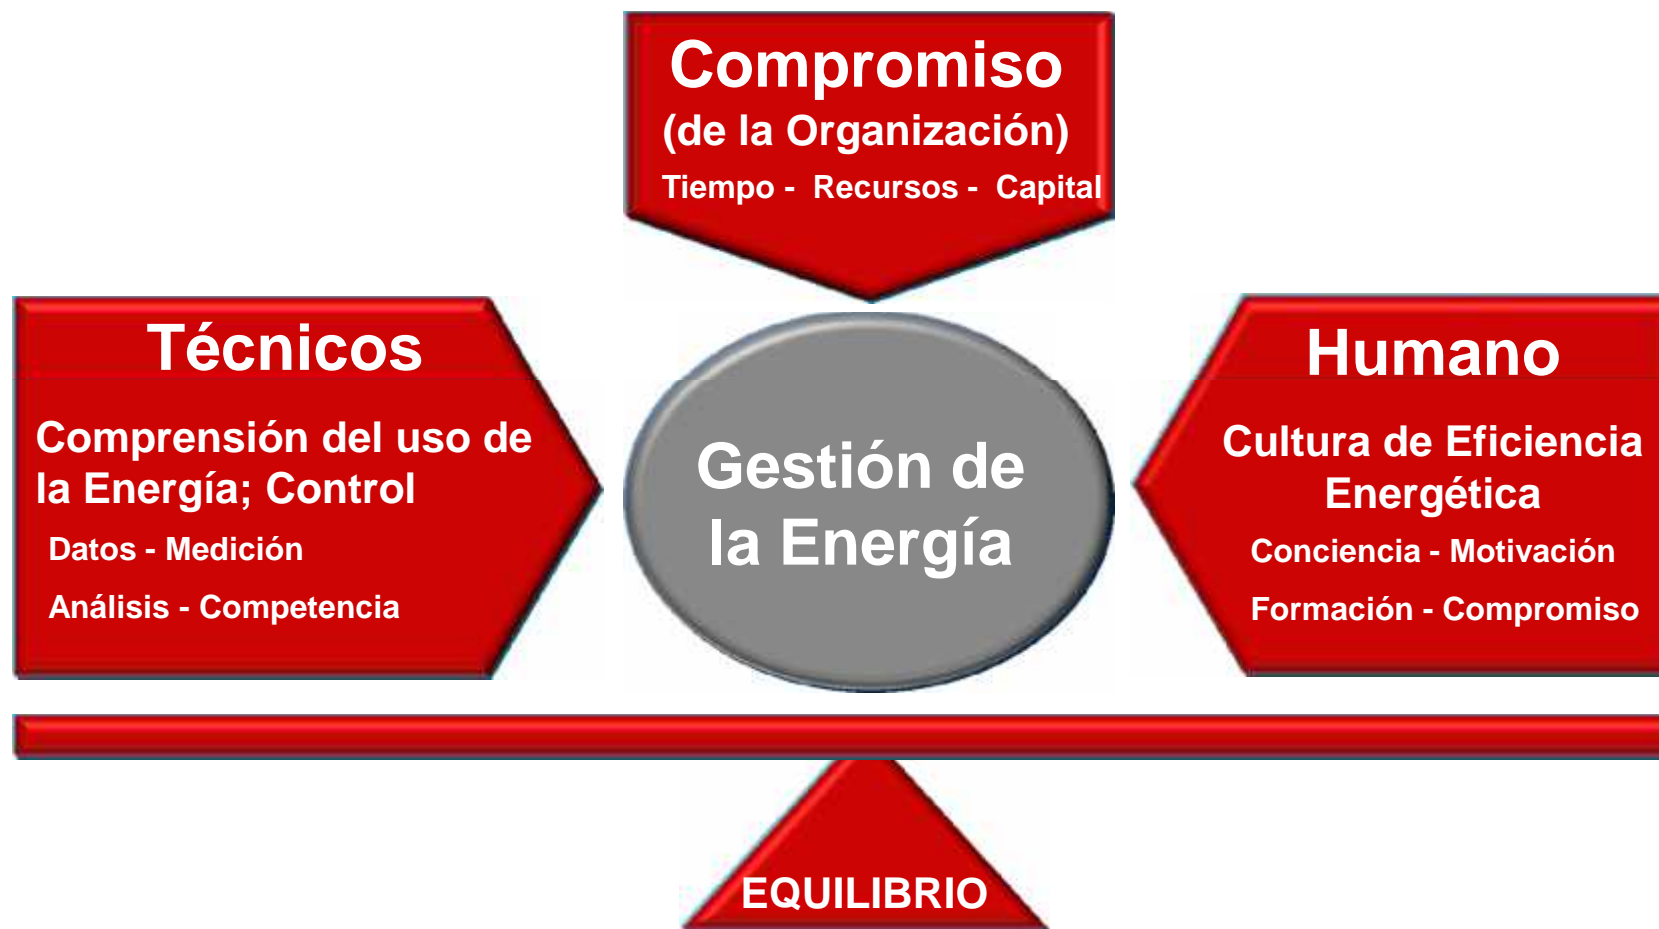 Compromiso
(de la Organización)
Tiempo - Recursos - Capital
Técnicos
Comprensión del uso de
la Energía; Control
Datos - Medición
Análisis - Competencia
Gestión de
la Energía
Humano
Cultura de Eficiencia
Energética
Conciencia - Motivación
Formación - Compromiso
EQUILIBRIO